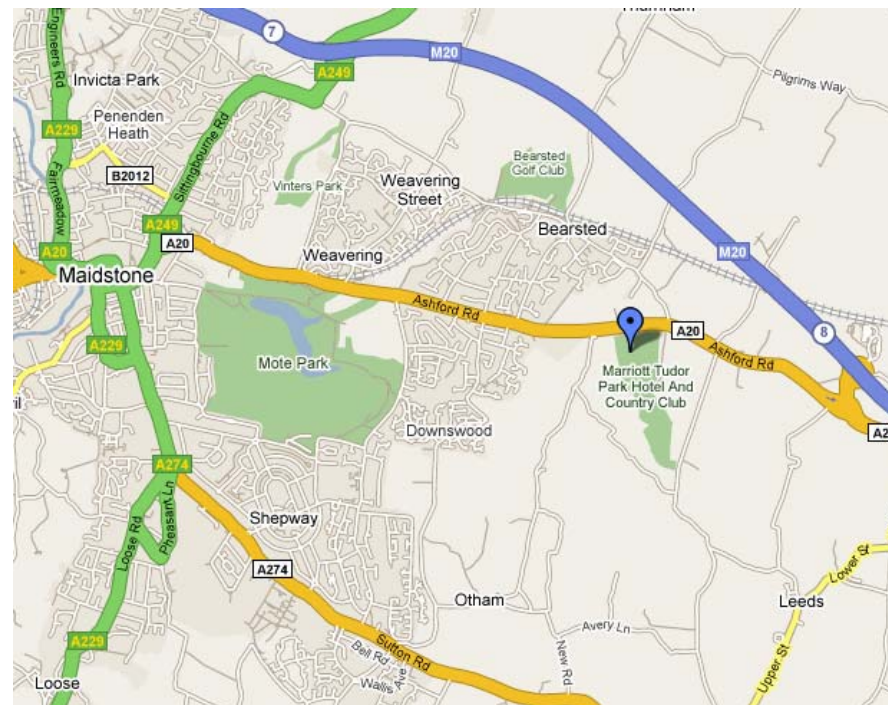 Engineers Rd
7
M20
A249
Invicta Park
Pilgrims Way
Penenden
Heath
A229
Sittingbourne Rd
Bearsted
Golf Club
B2012
Fairmeadow
Vinters Park
Weavering
Street
A249
A20
Bearsted
A20
Weavering
M20
Maidstone
Ashford Rd
A20
8
A229
Ashford Rd
Mote Park
Marriott Tudor
Park Hotel And
Country Club
Downswood
A274
Pheasant Ln
Loose Rd
Shepway
A274
Lower St
Otham
Leeds
Avery Ln
A229
Sutton Rd
New Rd
Bell Rd
Upper St
Wallis Ave
Loose